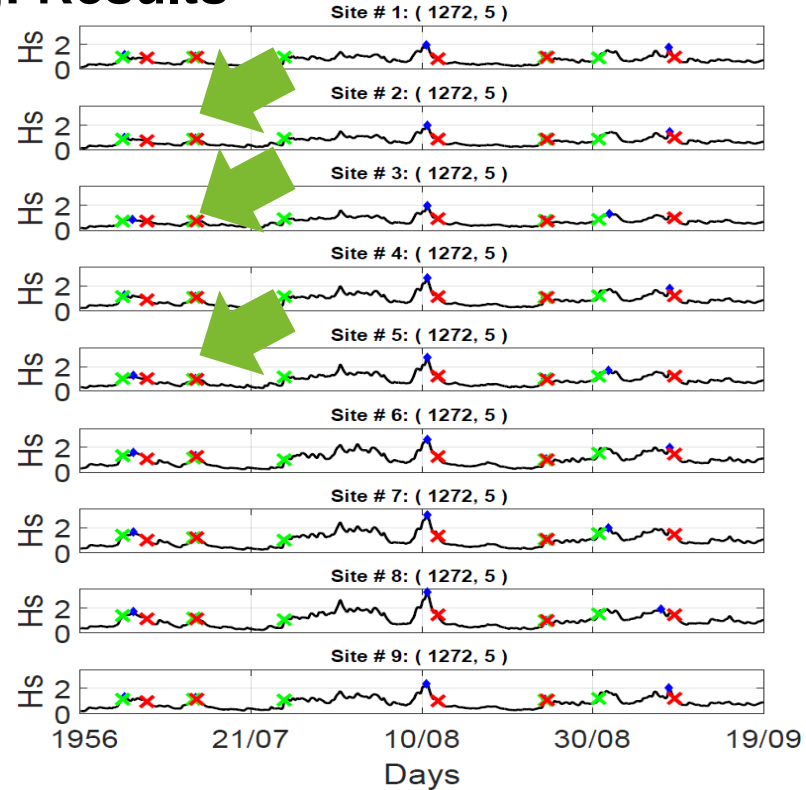 Results
Site # 1: ( 1272, 5 )
Hs
2
0
Site # 2: ( 1272, 5 )
Hs
2
0
Site # 3: ( 1272, 5 )
Hs
2
0
Site # 4: ( 1272, 5 )
Hs
2
0
Site # 5: ( 1272, 5 )
Hs
2
0
Site # 6: ( 1272, 5 )
Hs
2
0
Site # 7: ( 1272, 5 )
Hs
2
0
Site # 8: ( 1272, 5 )
Hs
2
0
Site # 9: ( 1272, 5 )
Hs
2
0
1956 21/07 10/08 30/08 19/09
Days